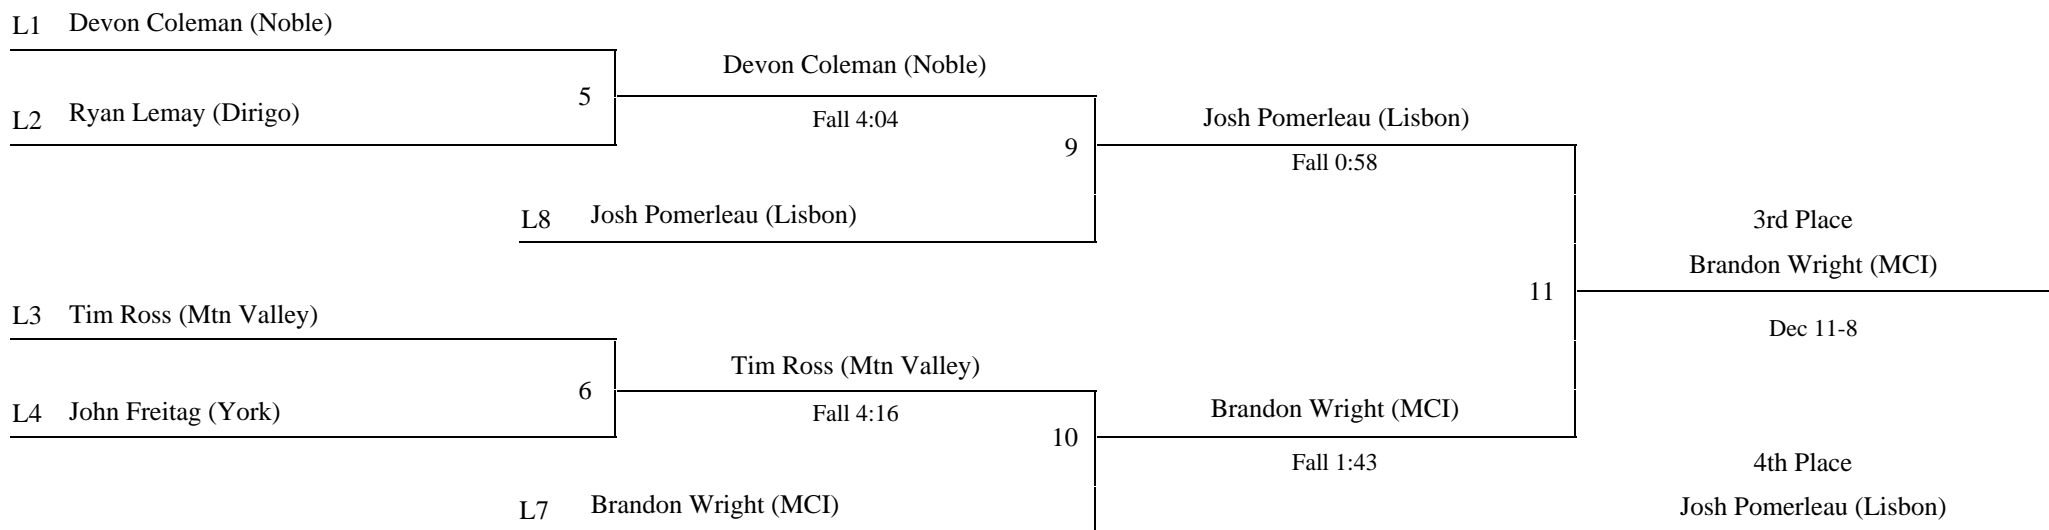 L1 Devon Coleman (Noble)
Devon Coleman (Noble)
5
L2 Ryan Lemay (Dirigo)
Fall 4:04
Josh Pomerleau (Lisbon)
9
Fall 0:58
L8 Josh Pomerleau (Lisbon)
3rd Place
Brandon Wright (MCI)
11
L3 Tim Ross (Mtn Valley)
Dec 11-8
Tim Ross (Mtn Valley)
6
L4 John Freitag (York)
Fall 4:16
Brandon Wright (MCI)
10
Fall 1:43
4th Place
L7 Brandon Wright (MCI)
Josh Pomerleau (Lisbon)